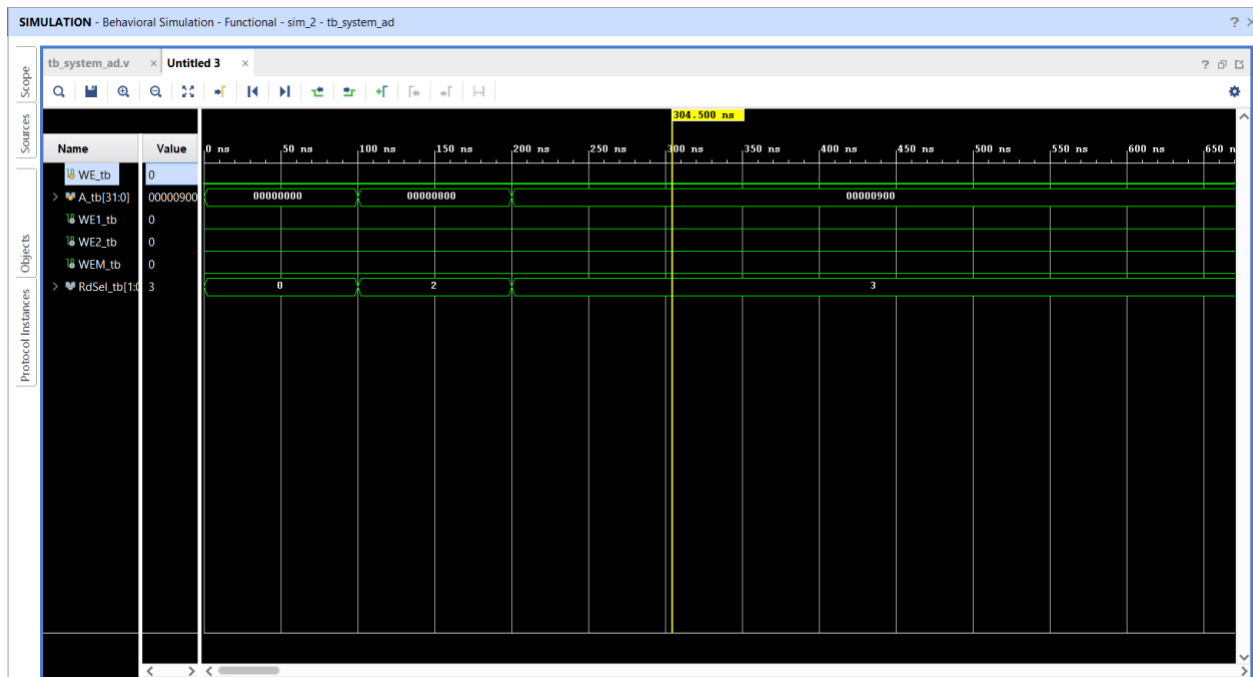 SIMULATION - Behavioral Simulation - Functional - sim_2 - tb_system_ad
? ×
Scope
Sources
Objects
Protocol Instances
tb_system_ad.v × Untitled 3 ×
?
304.500 ns
Name Value
0 ns 50 ns 100 ns 150 ns 200 ns 250 ns 300 ns 350 ns 400 ns 450 ns 500 ns 550 ns 600 ns 650 n
WE_tb 0
> A_tb[31:0] 00000900 00000000 00000800 00000900
WE1_tb 0
WE2_tb 0
WEM_tb 0
> RdSel_tb[1:0 3 0 2 3